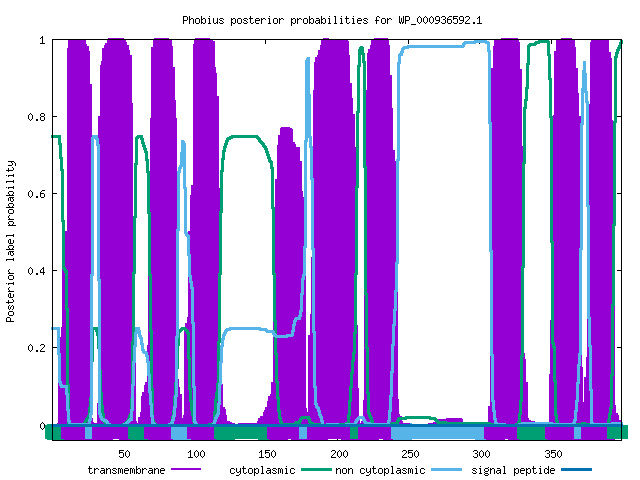 Phobius posterior probabilities for WP_000936592.1
1
0.8
0.6
0.4
0.2
0
Posterior label probability
50 100 150 200 250 300 350
transmembrane cytoplasmic non cytoplasmic signal peptide